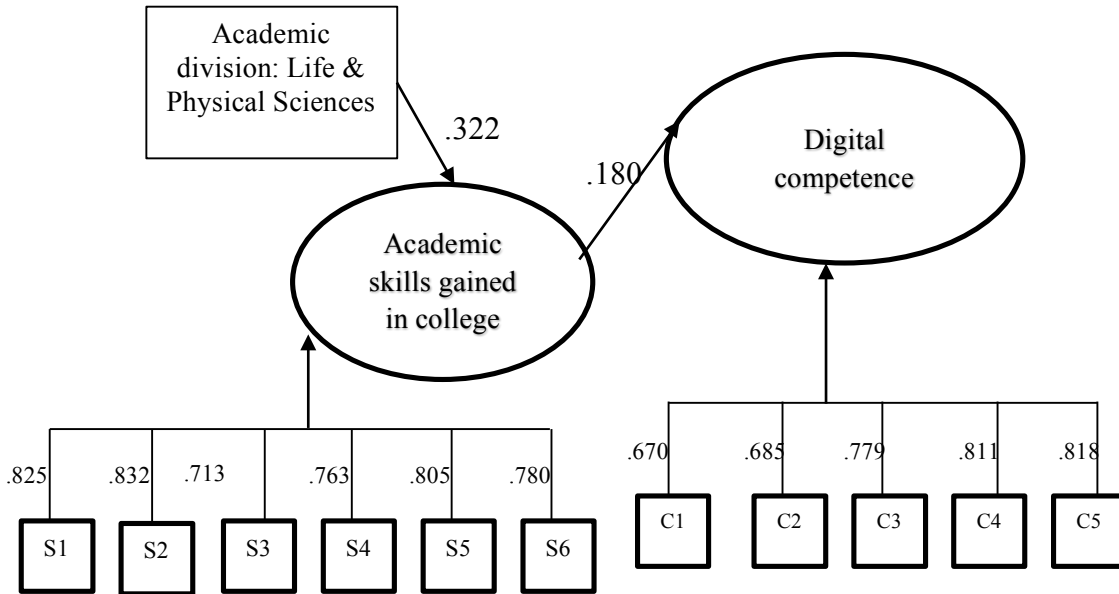 Academic
division: Life &
Physical Sciences
.322
.180
Digital
competence
Academic
skills gained
in college
.825
.832
.713
.763
.805
.780
.670
.685
.779
.811
.818
S1
S2
S3
S4
S5
S6
C1
C2
C3
C4
C5